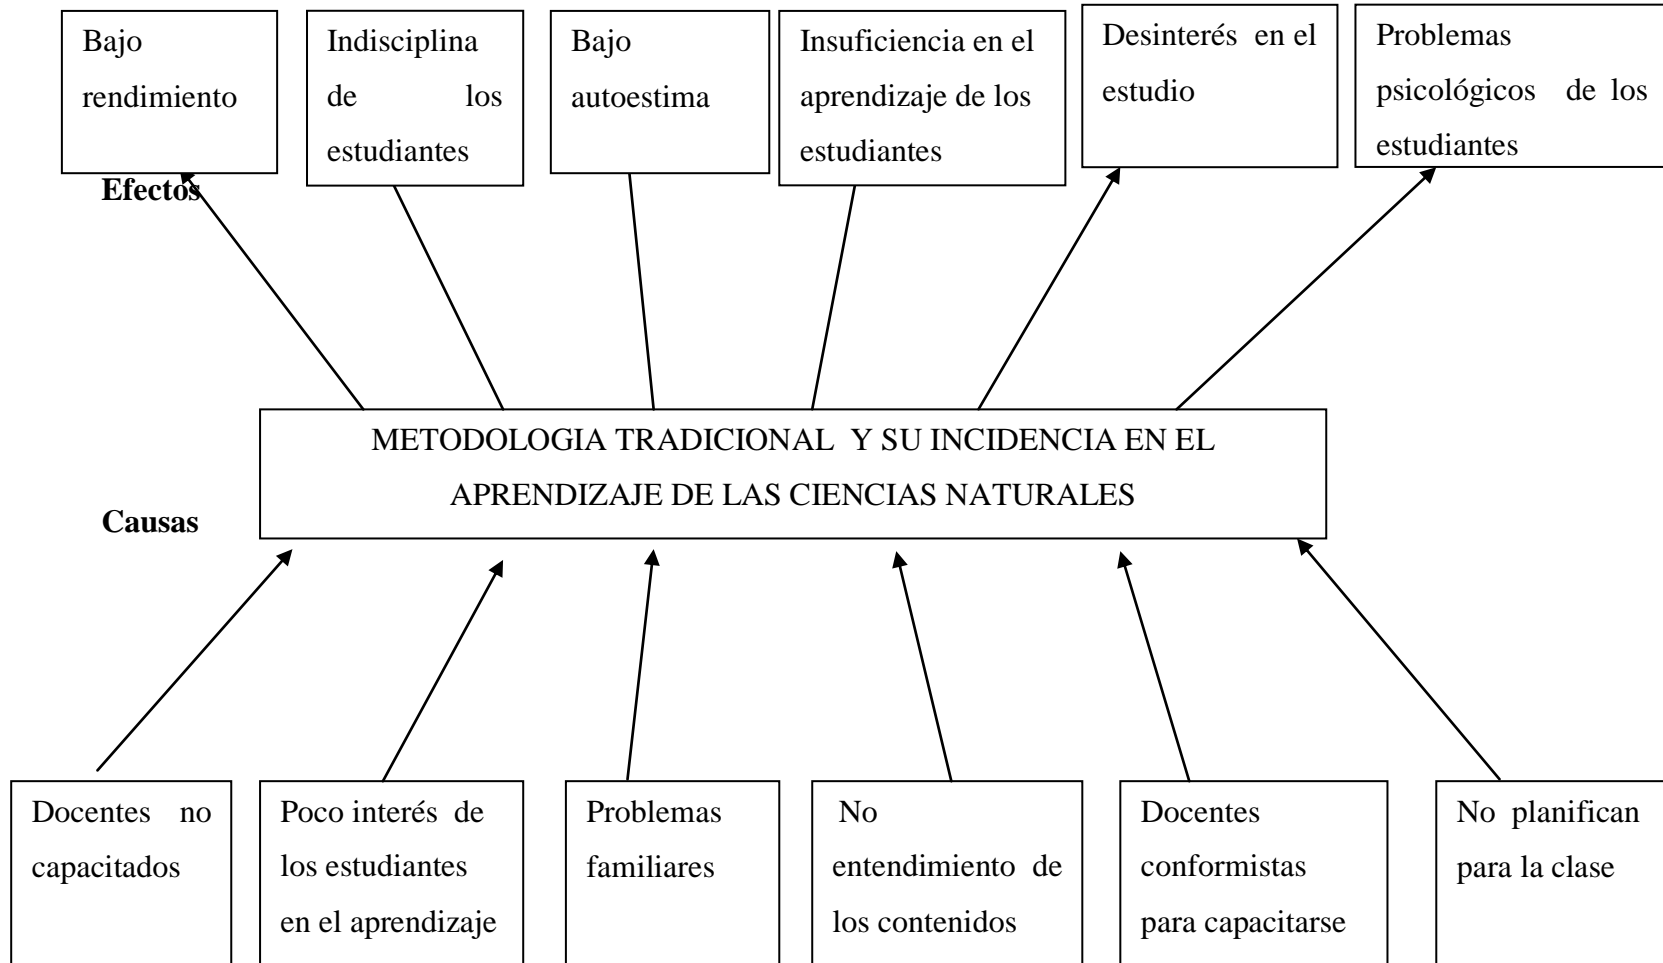 Bajo
rendimiento
Indisciplina
de los
estudiantes
Bajo
autoestima
Insuficiencia en el
aprendizaje de los
estudiantes
Desinterés en el
estudio
Problemas
psicológicos de los
estudiantes
Efectos
METODOLOGIA TRADICIONAL Y SU INCIDENCIA EN EL
APRENDIZAJE DE LAS CIENCIAS NATURALES
Causas
Docentes no
capacitados
Poco interés de
los estudiantes
en el aprendizaje
Problemas
familiares
No
entendimiento de
los contenidos
Docentes
conformistas
para capacitarse
No planifican
para la clase